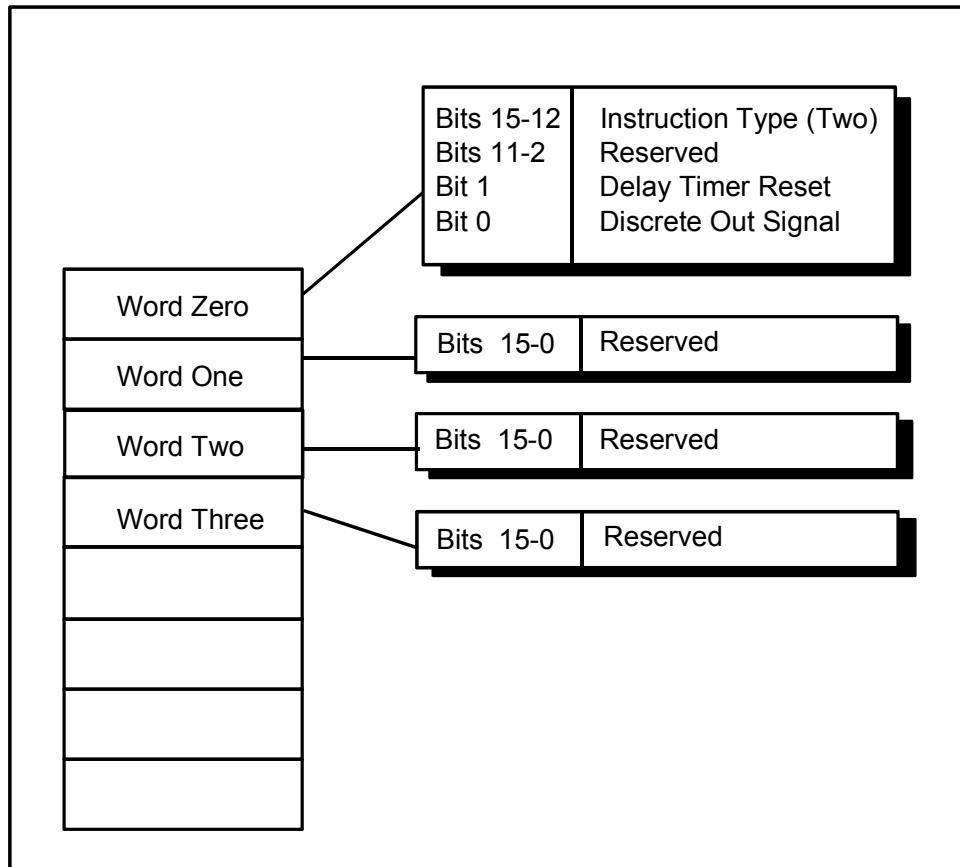 Bits 15-12 Instruction Type (Two)
Bits 11-2 Reserved
Bit 1 Delay Timer Reset
Bit 0 Discrete Out Signal
Word Zero
Bits 15-0 Reserved
Word One
Bits 15-0 Reserved
Word Two
Word Three
Bits 15-0 Reserved